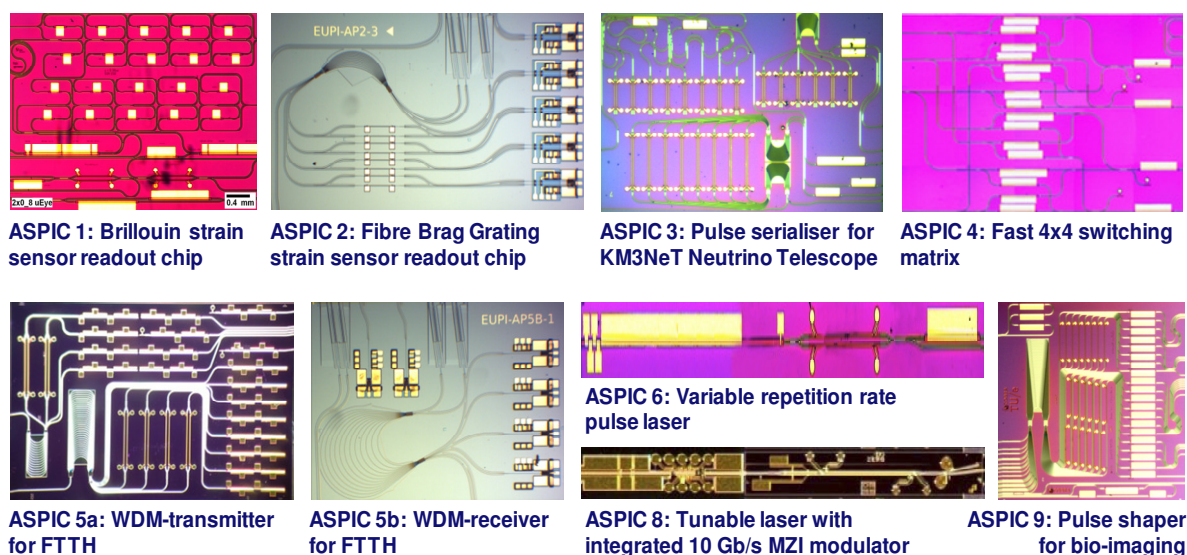 2x0_8 uEye
0.4 mm
EUPI-AP2-3
ASPIC 1: Brillouin strain
sensor readout chip
ASPIC 2: Fibre Brag Grating
strain sensor readout chip
ASPIC 3: Pulse serialiser for
KM3NeT Neutrino Telescope
ASPIC 4: Fast 4x4 switching
matrix
EUPI-AP5B-1
ASPIC 5a: WDM-transmitter
for FTTH
ASPIC 5b: WDM-receiver
for FTTH
ASPIC 6: Variable repetition rate
pulse laser
ASPIC 8: Tunable laser with
integrated 10 Gb/s MZI modulator
ASPIC 9: Pulse shaper
for bio-imaging